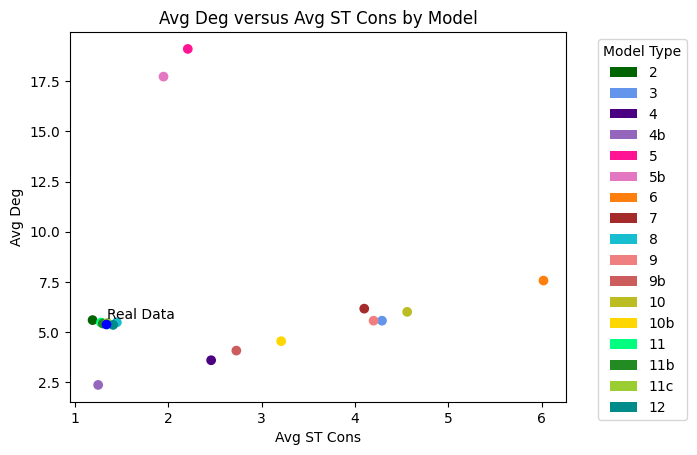 Avg Deg versus Avg ST Cons by Model
Avg Deg
17.5
15.0
12.5
10.0
7.5
5.0
2.5
Real Data
1
2
3
4
5
6
Avg ST Cons
Model Type
2
3
4
4b
5
5b
6
7
8
9
9b
10
10b
11
11b
11c
12